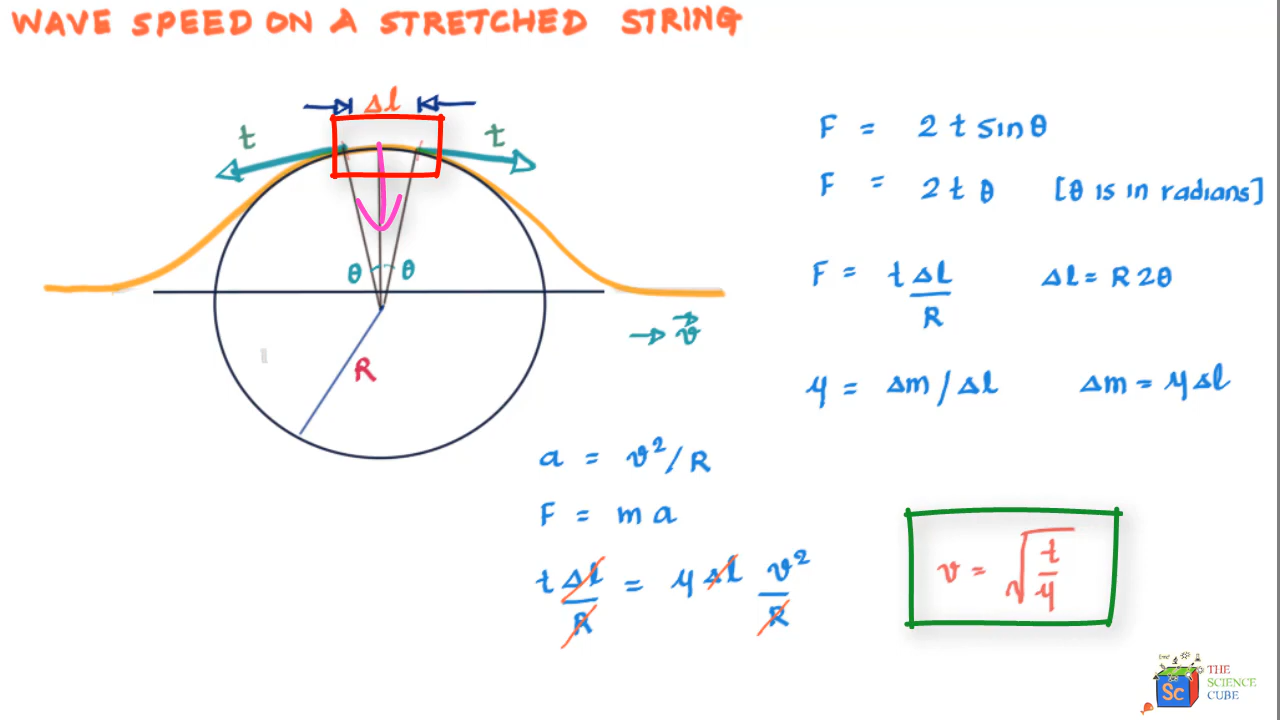 WAVE SPEED ON A STRETCHED STRING
Δl
t
t
θ θ
v
R
F = 2 t sinθ
F = 2 t θ [θ is in radians]
F = t Δl / R Δl = R 2θ
μ = Δm / Δl Δm = μ Δl
a = v² / R
F = m a
t Δl / R = μ Δl v² / R
v = √ t / μ
Sc
THE
SCIENCE
CUBE